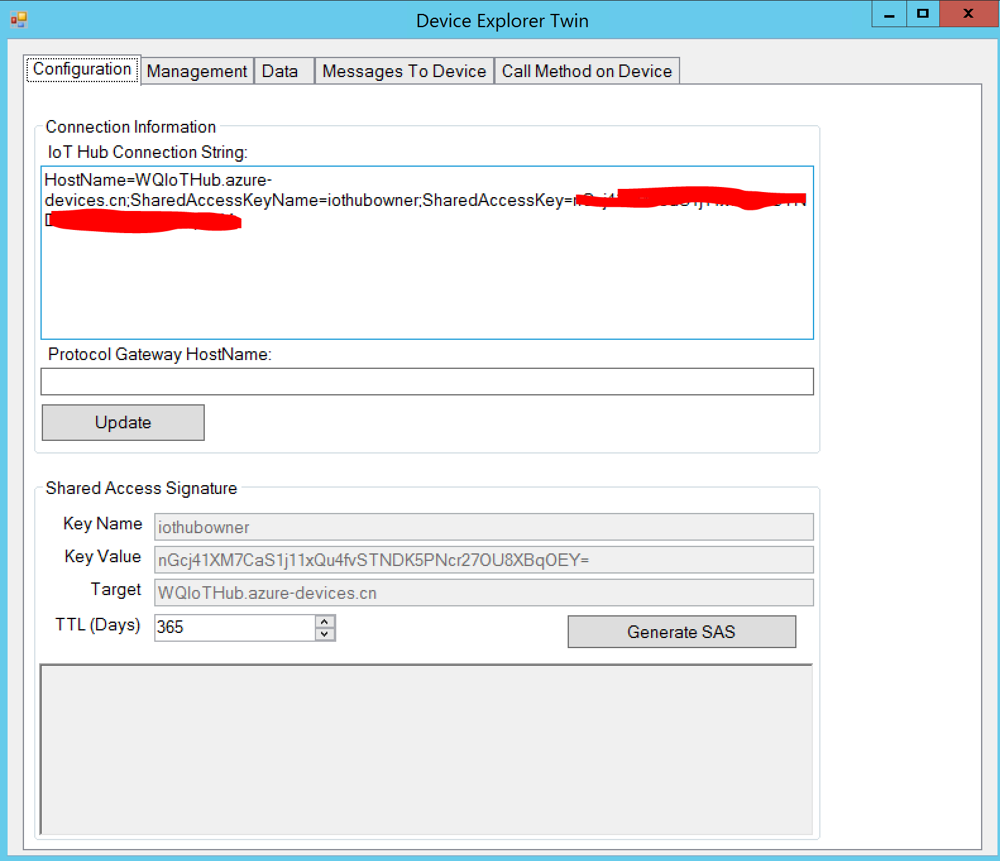 Device Explorer Twin
Configuration
Management
Data
Messages To Device
Call Method on Device
Connection Information
IoT Hub Connection String:
HostName=WQIoTHub.azure-
devices.cn;SharedAccessKeyName=iothubowner;SharedAccessKey=
Protocol Gateway HostName:
Update
Shared Access Signature
Key Name
iothubowner
Key Value
nGcj41XM7CaS1j11xQu4fvSTNDK5PNcr27OU8XBqOEY=
Target
WQIoTHub.azure-devices.cn
TTL (Days)
365
Generate SAS